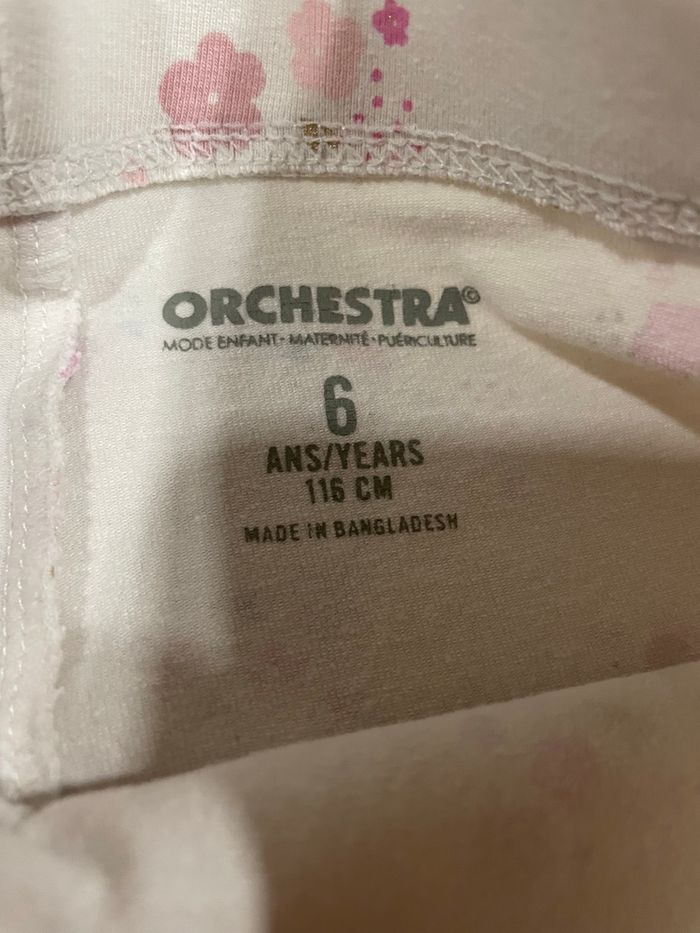 ORCHESTRA©
MODE ENFANT • MATERNITÉ • PUÉRICULTURE
6
ANS/YEARS
116 CM
MADE IN BANGLADESH